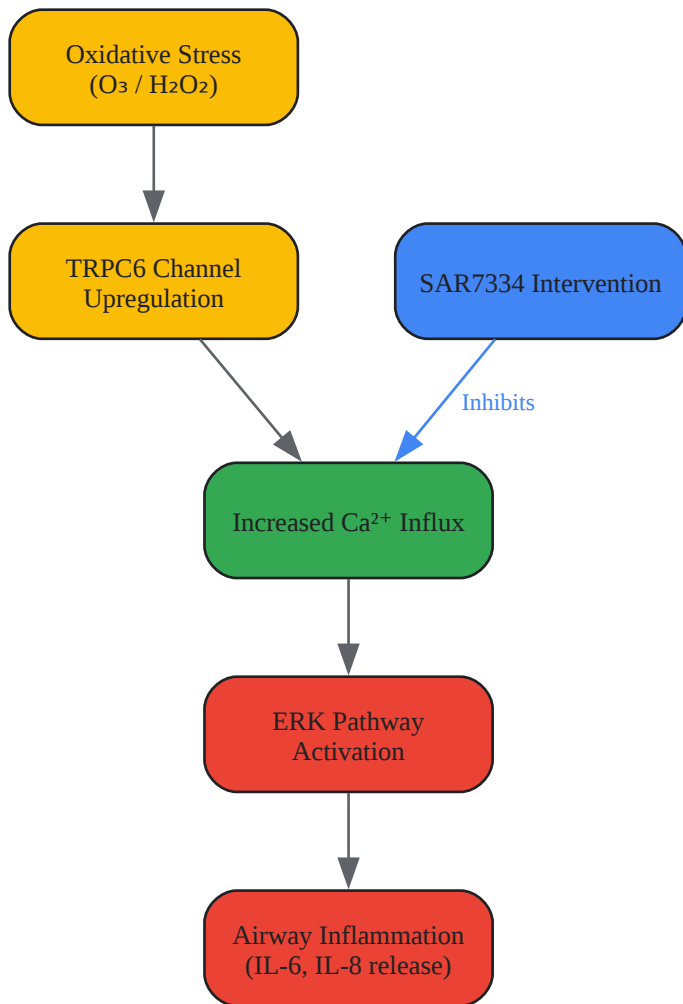 Oxidative Stress
(O₃ / H₂O₂)
TRPC6 Channel
Upregulation
SAR7334 Intervention
Inhibits
Increased Ca²⁺ Influx
ERK Pathway
Activation
Airway Inflammation
(IL-6, IL-8 release)